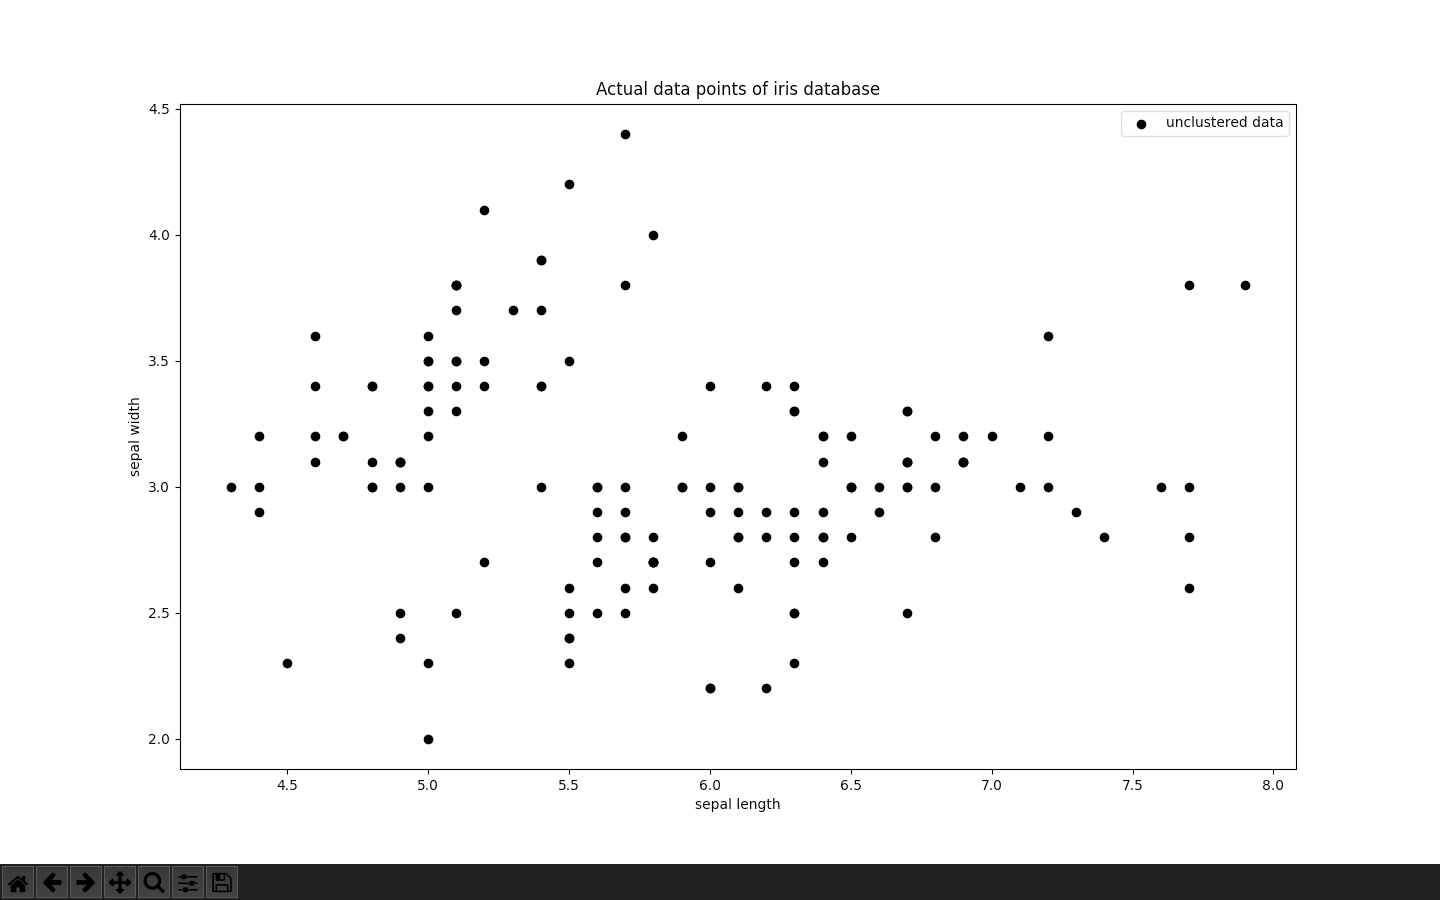 Actual data points of iris database
unclustered data
4.5
4.0
3.5
3.0
2.5
2.0
sepal width
4.5 5.0 5.5 6.0 6.5 7.0 7.5 8.0
sepal length